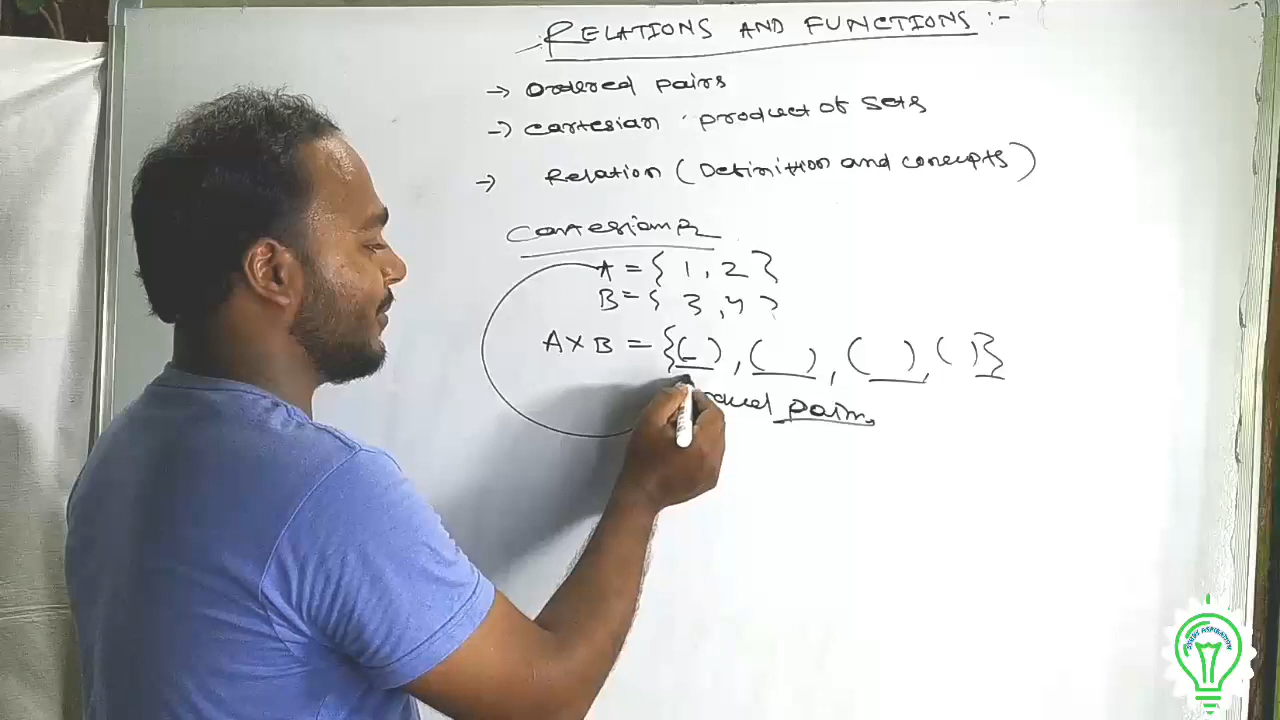 RELATIONS AND FUNCTIONS :-
→ Ordered pairs
→ cartesian product of sets
→ Relation (Definition and concepts)
A = { 1, 2 }
B = { 3, 4 }
A × B = {( ), ( ), ( ), ( )}
pairs